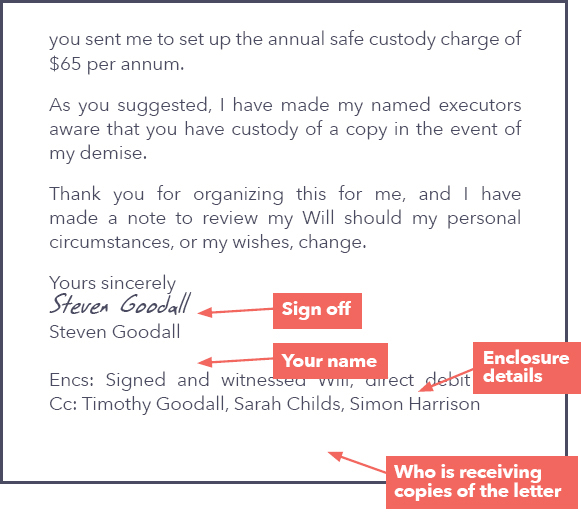 you sent me to set up the annual safe custody charge of
$65 per annum.
As you suggested, I have made my named executors
aware that you have custody of a copy in the event of
my demise.
Thank you for organizing this for me, and I have
made a note to review my Will should my personal
circumstances, or my wishes, change.
Yours sincerely
Steven Goodall
Sign off
Steven Goodall
Your name
Enclosure
details
Encs: Signed and witnessed Will, direct debit
Cc: Timothy Goodall, Sarah Childs, Simon Harrison
Who is receiving
copies of the letter